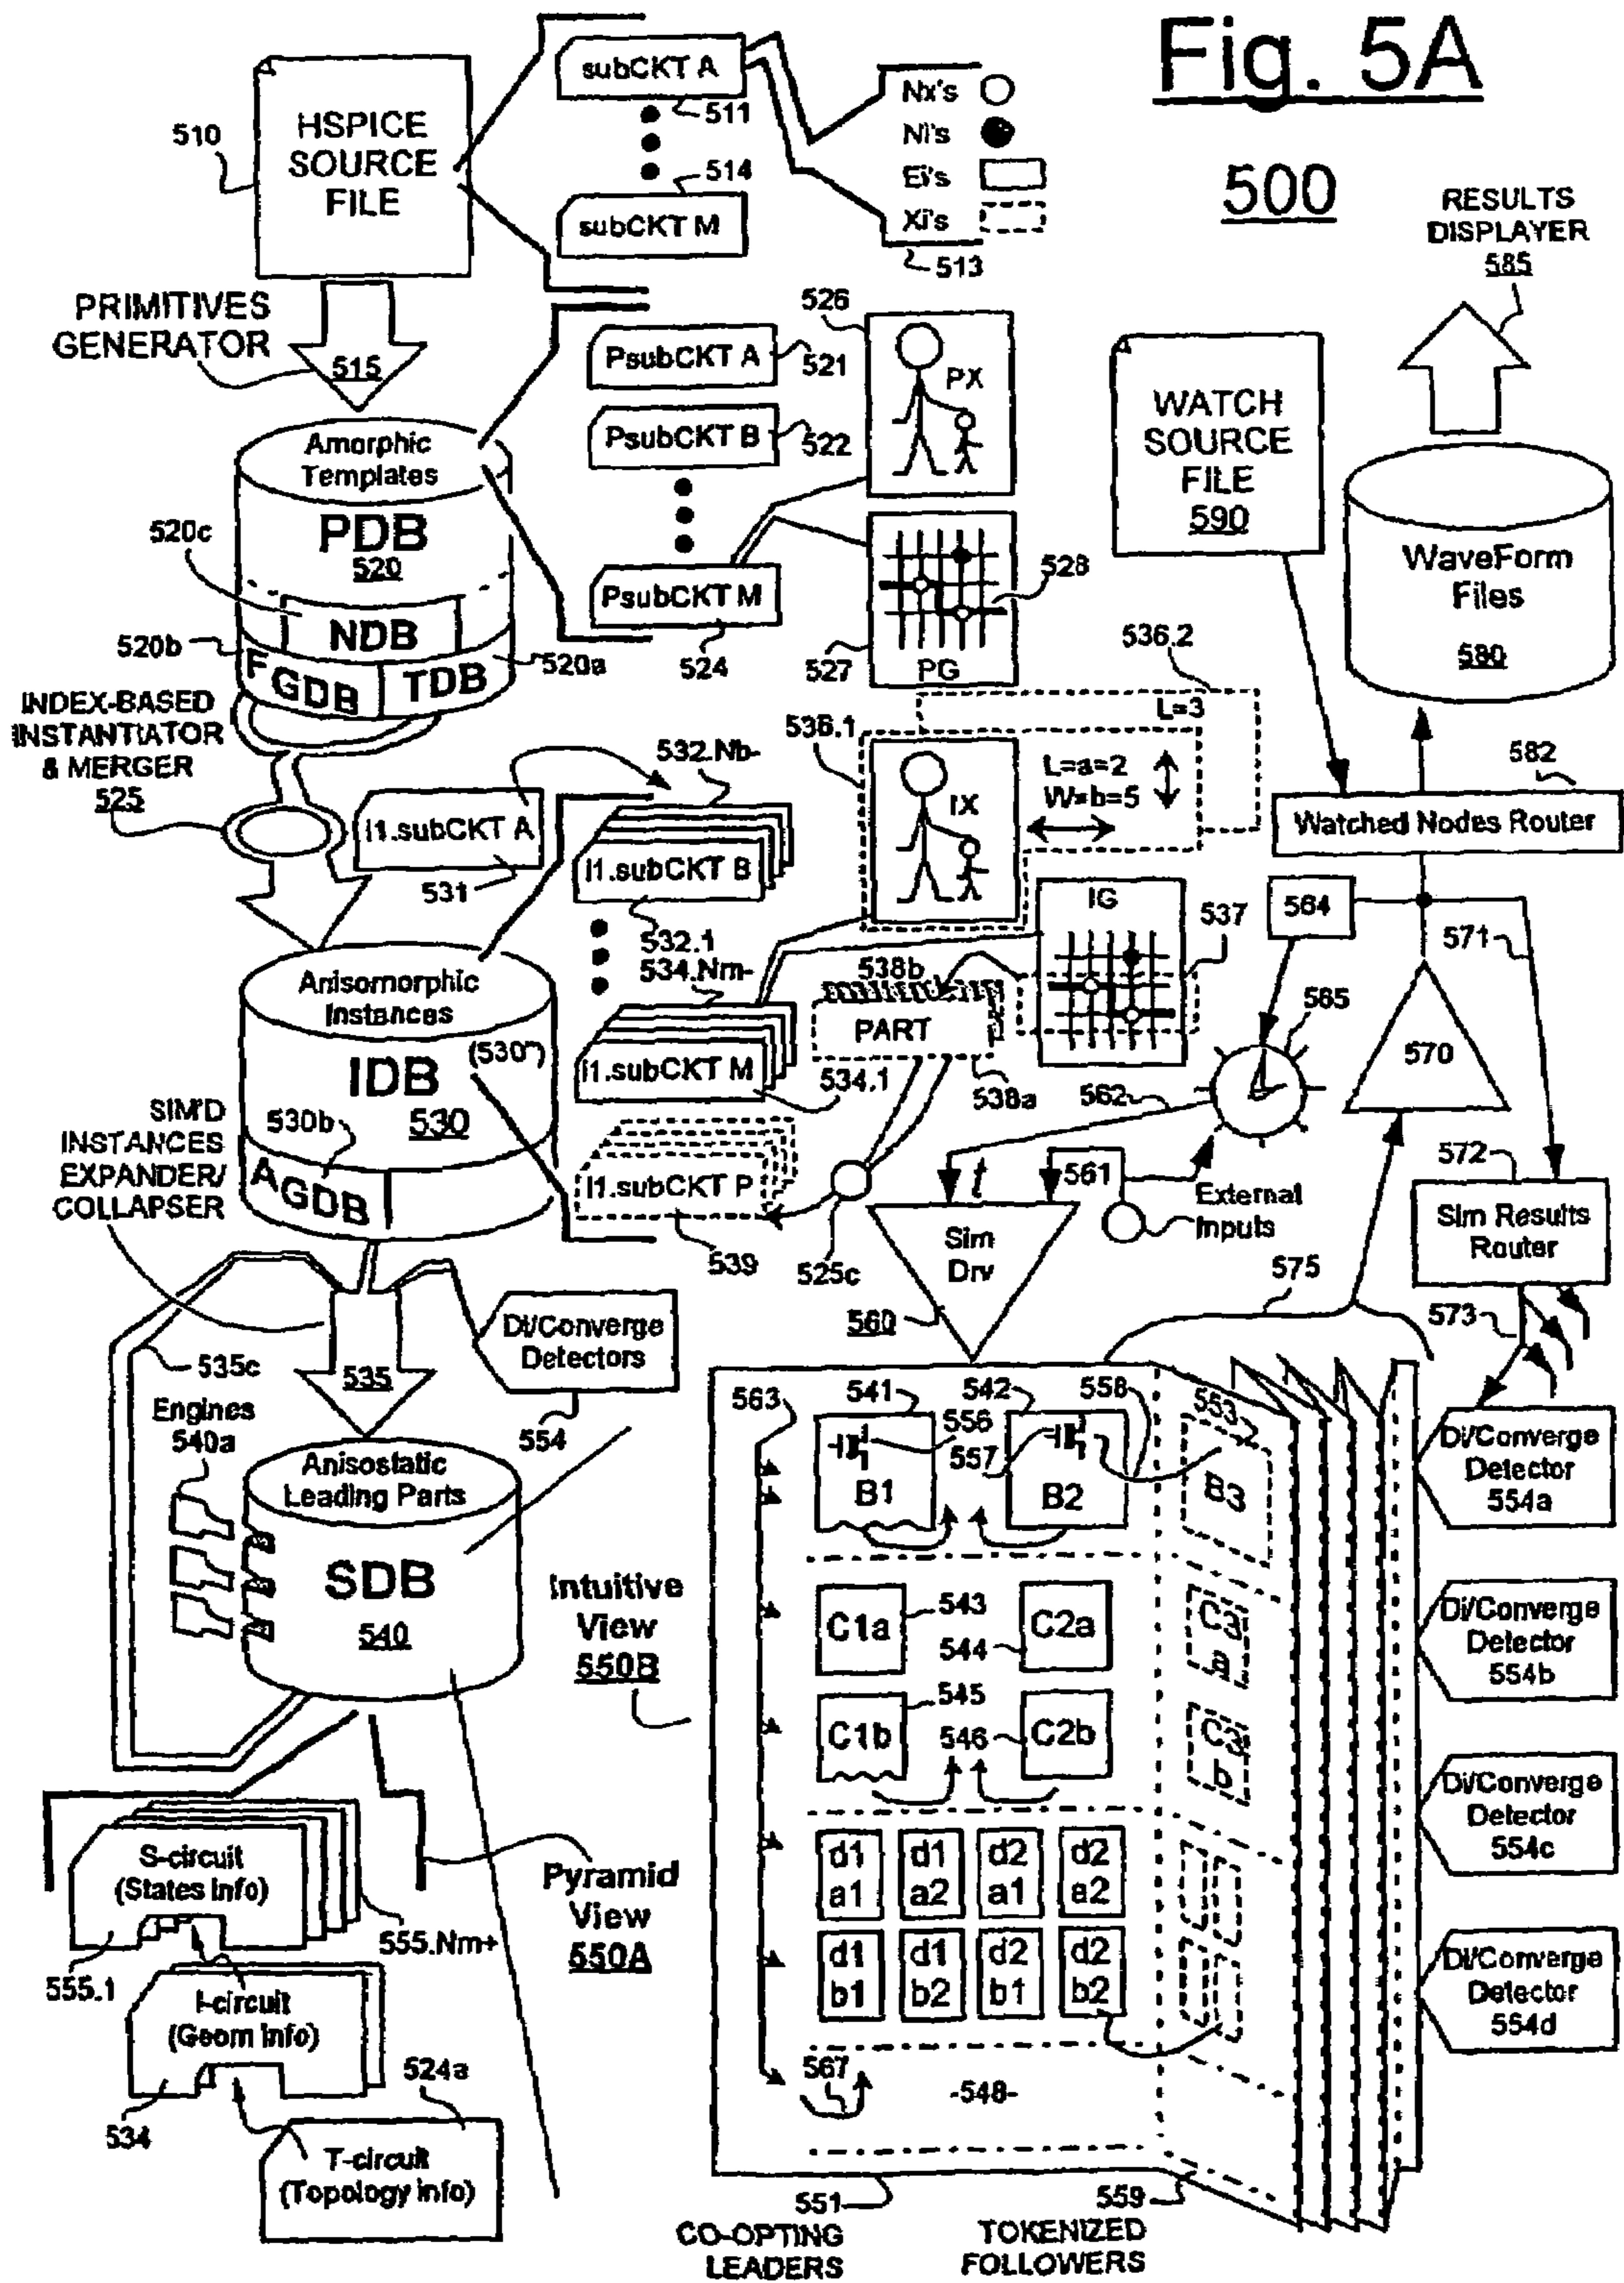 Fig. 5A
500
HSPICE
SOURCE
FILE
510
subCKT A
511
514
subCKT M
Nx's
Ni's
Ei's
Xi's
513
PRIMITIVES
GENERATOR
515
RESULTS
DISPLAYER
585
Amorphic
Templates
PDB
520
520c
NDB
520b
FGDB
TDB
520a
PsubCKT A
521
PsubCKT B
522
PsubCKT M
524
526
PX
527
PG
528
WATCH
SOURCE
FILE
590
WaveForm
Files
580
INDEX-BASED
INSTANTIATOR
& MERGER
525
I1.subCKT A
531
532.Nb
I1.subCKT B
532.1
534.Nm
I1.subCKT M
534.1
536.1
536.2
IX
L=3
L=a=2
W=b=5
IG
537
538b
PART
538a
582
Watched Nodes Router
564
571
565
570
562
561
External
Inputs
572
Sim Results
Router
573
575
Anisomorphic
Instances
IDB
530
(530")
530b
AGDB
SIM'D
INSTANCES
EXPANDER/
COLLAPSER
I1.subCKT P
539
525c
Sim
Drv
560
535
535c
Di/Converge
Detectors
554
Engines
540a
Anisostatic
Leading Parts
SDB
540
Intuitive
View
550B
Pyramid
View
550A
S-circuit
(States Info)
555.1
555.Nm+
I-circuit
(Geom Info)
534
524a
T-circuit
(Topology Info)
563
541
556
557
B1
542
558
B2
553
B3
C1a
543
544
C2a
C3a
C1b
545
546
C2b
C3b
d1 a1
d1 a2
d2 a1
d2 a2
d1 b1
d1 b2
d2 b1
d2 b2
567
-548-
551
559
CO-OPTING
LEADERS
TOKENIZED
FOLLOWERS
Di/Converge
Detector
554a
Di/Converge
Detector
554b
Di/Converge
Detector
554c
Di/Converge
Detector
554d